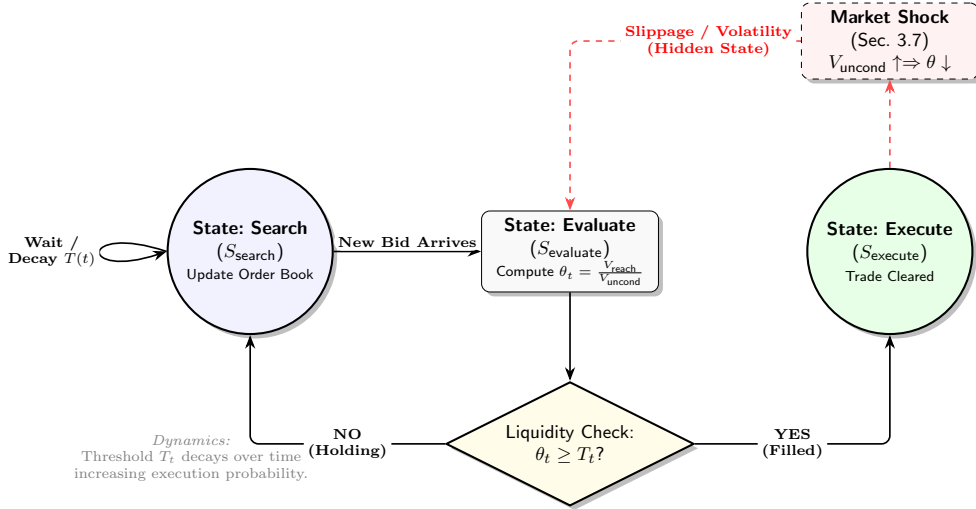 Market Shock
(Sec. 3.7)
V_uncond ↑⇒ θ ↓
Slippage / Volatility
(Hidden State)
Wait /
Decay T(t)
State: Search
(S_search)
Update Order Book
New Bid Arrives
State: Evaluate
(S_evaluate)
Compute θ_t = V_reach / V_uncond
State: Execute
(S_execute)
Trade Cleared
Liquidity Check:
θ_t ≥ T_t?
NO
(Holding)
YES
(Filled)
Dynamics:
Threshold T_t decays over time
increasing execution probability.